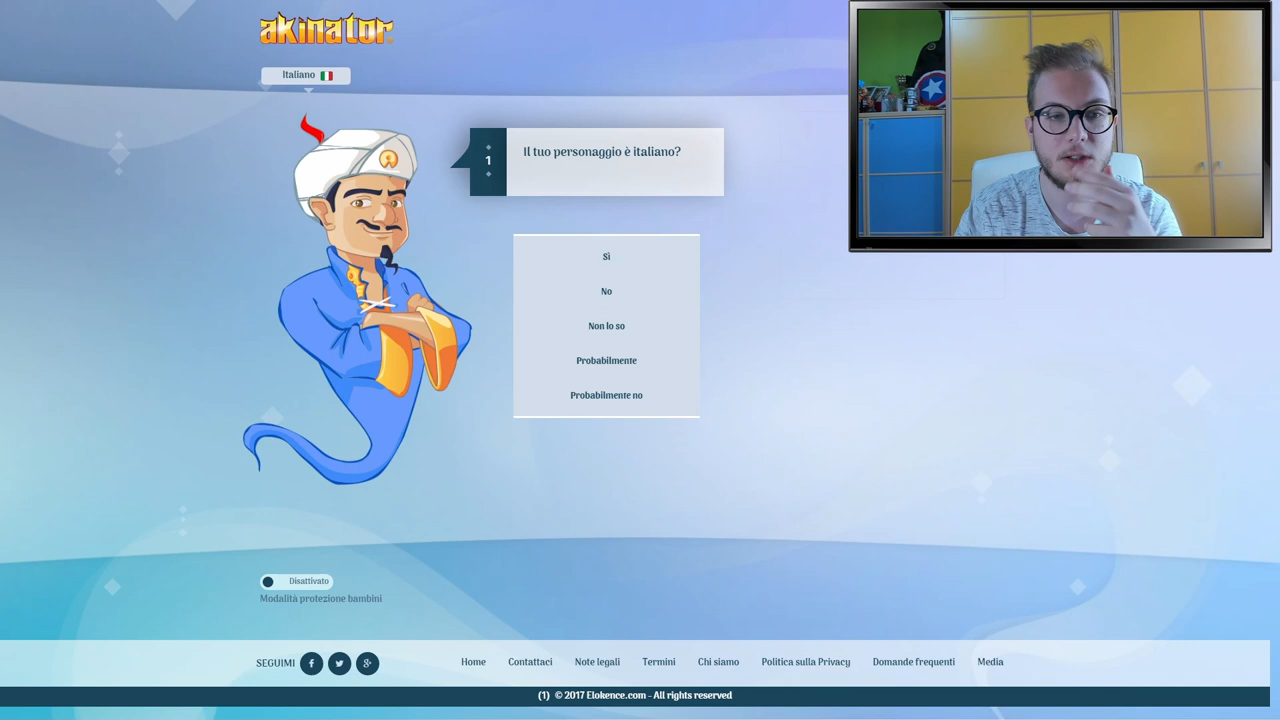 akinator
Italiano
1
Il tuo personaggio è italiano?
Sì
No
Non lo so
Probabilmente
Probabilmente no
Disattivato
Modalità protezione bambini
SEGUIMI
Home
Contattaci
Note legali
Termini
Chi siamo
Politica sulla Privacy
Domande frequenti
Media
(1) © 2017 Elokence.com - All rights reserved